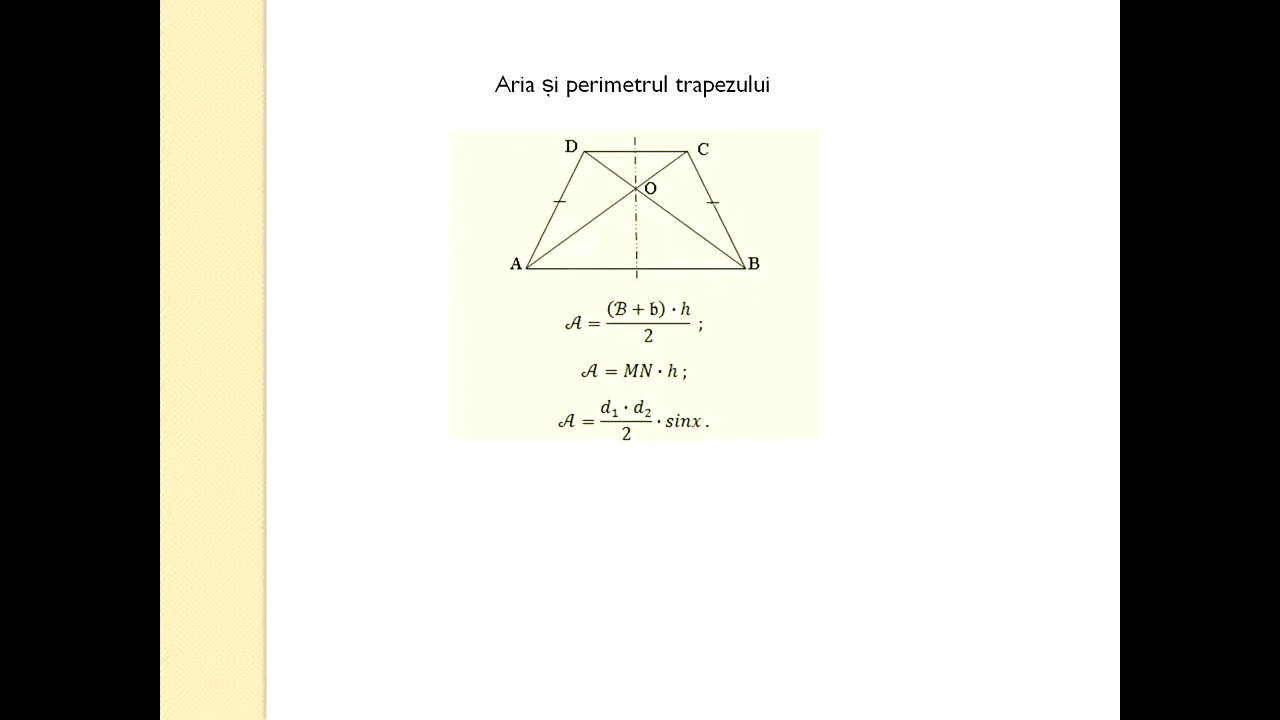 Aria și perimetrul trapezului
D C
O
A B
𝒜 = (ℬ + 𝔟) · h / 2 ;
𝒜 = MN · h ;
𝒜 = d₁ · d₂ / 2 · sinx .